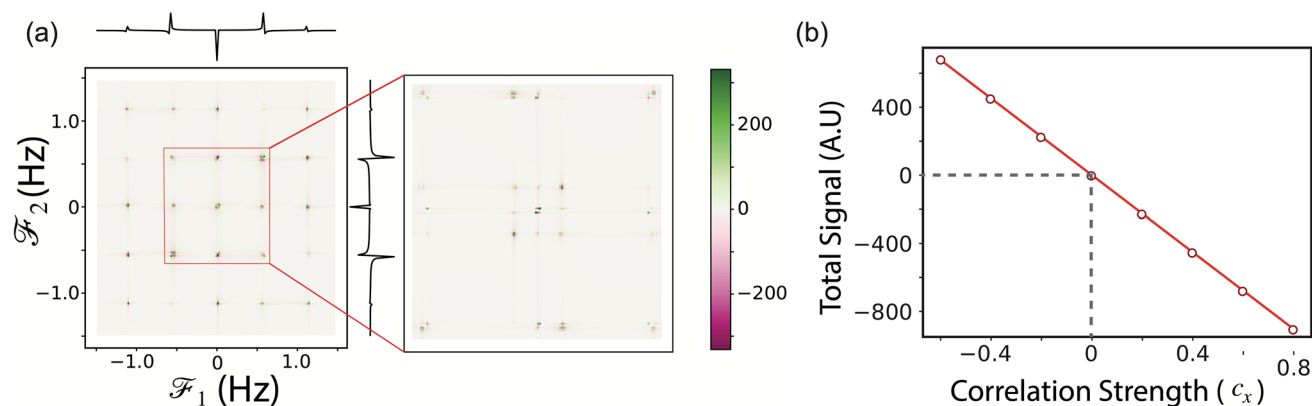 (a)
(b)
1.0
0
−1.0
ℱ2 (Hz)
−1.0
0
1.0
ℱ1 (Hz)
200
0
−200
400
0
−400
−800
Total Signal (A.U)
−0.4
0
0.4
0.8
Correlation Strength ( cx )